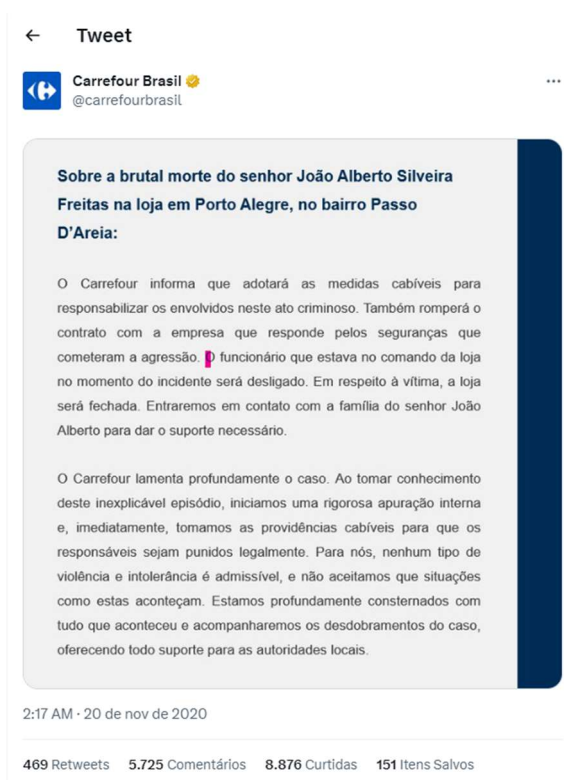 Tweet
Carrefour Brasil
@carrefourbrasil
Sobre a brutal morte do senhor João Alberto Silveira
Freitas na loja em Porto Alegre, no bairro Passo
D'Areia:
O Carrefour informa que adotará as medidas cabíveis para
responsabilizar os envolvidos neste ato criminoso. Também romperá o
contrato com a empresa que responde pelos seguranças que
cometeram a agressão. O funcionário que estava no comando da loja
no momento do incidente será desligado. Em respeito à vítima, a loja
será fechada. Entraremos em contato com a família do senhor João
Alberto para dar o suporte necessário.
O Carrefour lamenta profundamente o caso. Ao tomar conhecimento
deste inexplicável episódio, iniciamos uma rigorosa apuração interna
e, imediatamente, tomamos as providências cabíveis para que os
responsáveis sejam punidos legalmente. Para nós, nenhum tipo de
violência e intolerância é admissível, e não aceitamos que situações
como estas aconteçam. Estamos profundamente consternados com
tudo que aconteceu e acompanharemos os desdobramentos do caso,
oferecendo todo suporte para as autoridades locais.
2:17 AM · 20 de nov de 2020
469 Retweets 5.725 Comentários 8.876 Curtidas 151 Itens Salvos